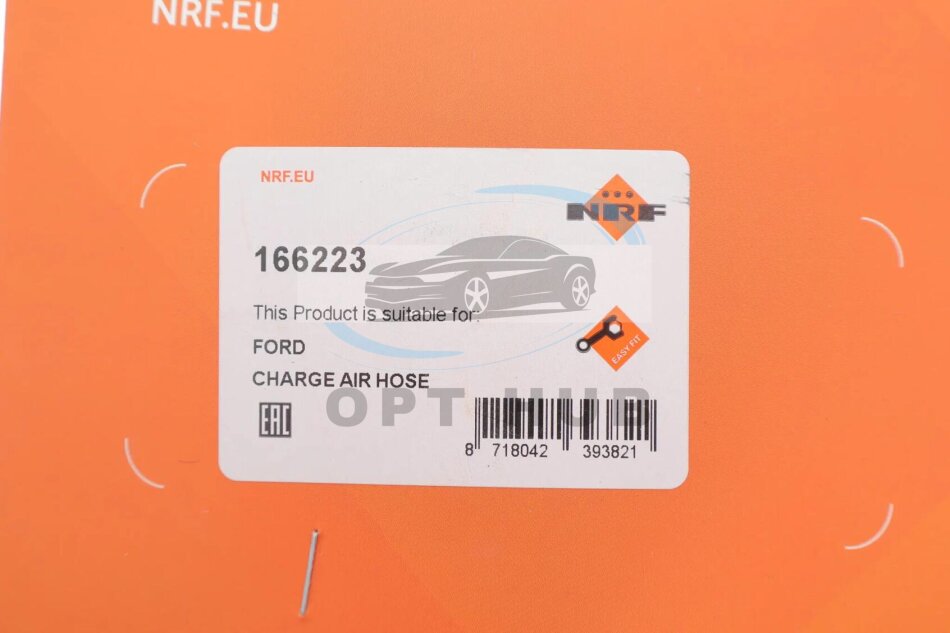 NRF.EU
NRF.EU
NRF
166223
This Product is suitable for:
FORD
EASY FIT
CHARGE AIR HOSE
OPT HUB
EAC
8 718042 393821